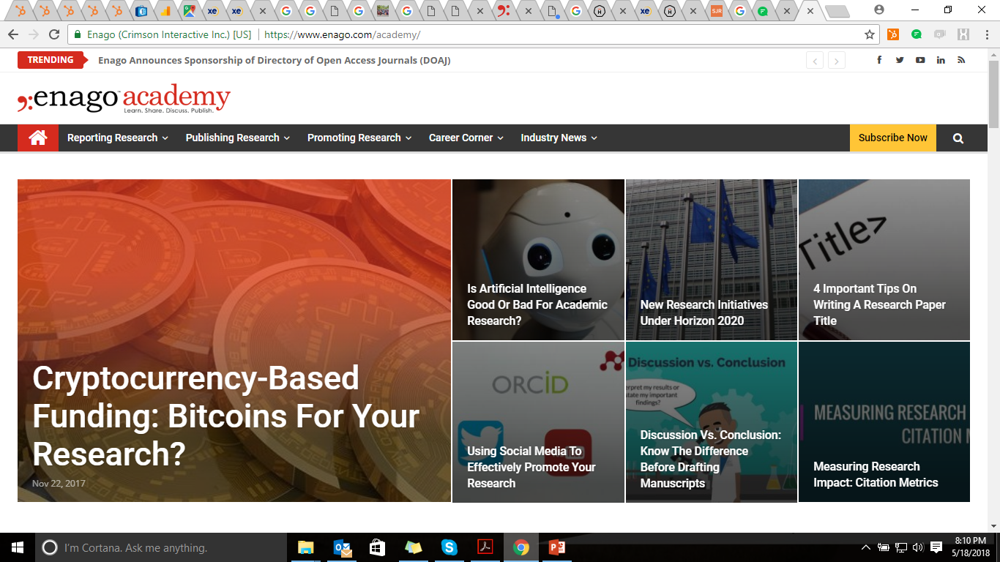 Enago (Crimson Interactive Inc.) [US] https://www.enago.com/academy/
TRENDING Enago Announces Sponsorship of Directory of Open Access Journals (DOAJ)
enago™ academy
Learn. Share. Discuss. Publish.
Reporting Research Publishing Research Promoting Research Career Corner Industry News Subscribe Now
Cryptocurrency-Based
Funding: Bitcoins For Your
Research?
Nov 22, 2017
Is Artificial Intelligence
Good Or Bad For Academic
Research?
New Research Initiatives
Under Horizon 2020
Title>
4 Important Tips On
Writing A Research Paper
Title
ORCID
Using Social Media To
Effectively Promote Your
Research
Discussion vs. Conclusion
erpret my results or
tate my important
findings?
Discussion Vs. Conclusion:
Know The Difference
Before Drafting
Manuscripts
MEASURING RESEARCH
CITATION
Measuring Research
Impact: Citation Metrics
I'm Cortana. Ask me anything.
8:10 PM
5/18/2018